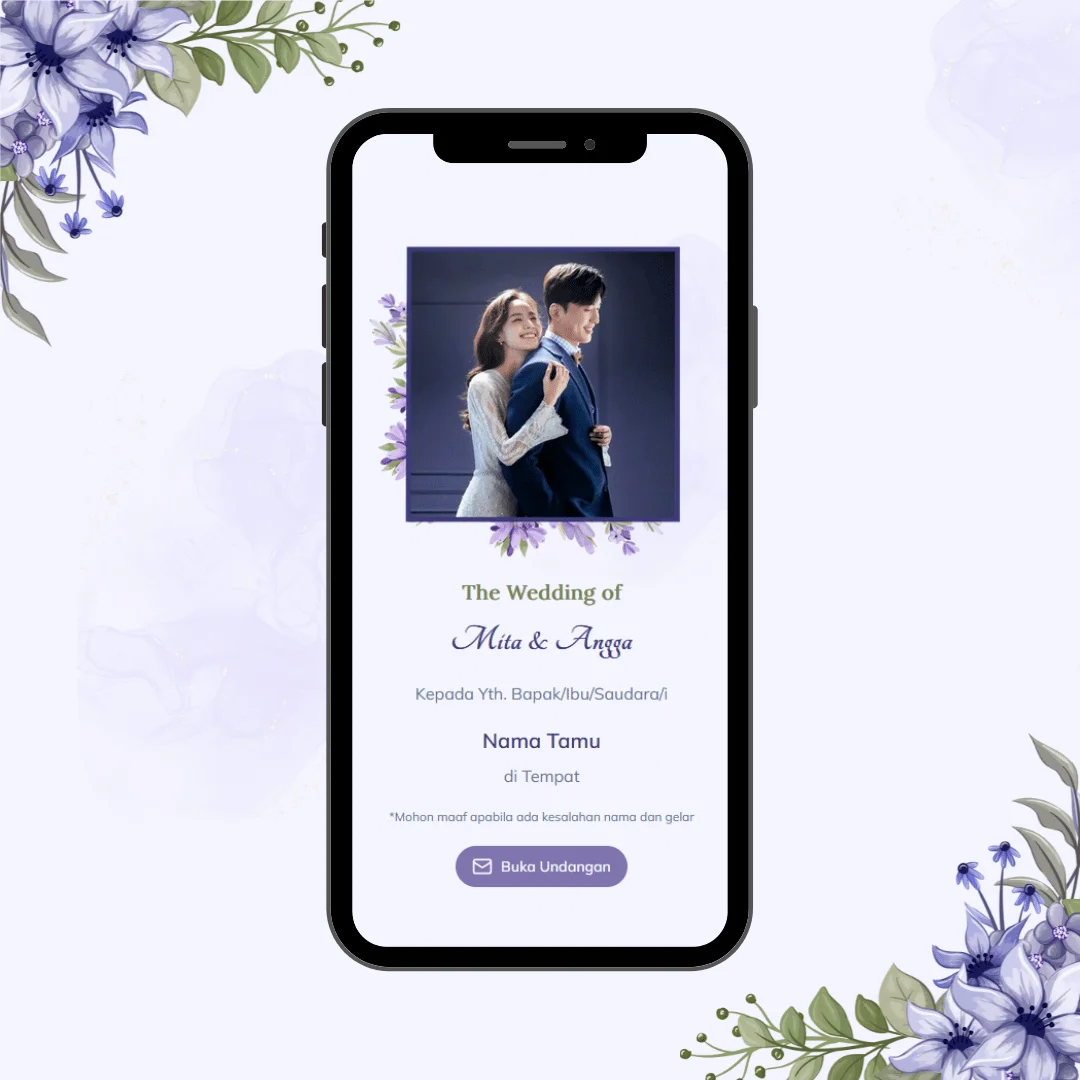 The Wedding of
Mita & Angga
Kepada Yth. Bapak/Ibu/Saudara/i
Nama Tamu
di Tempat
*Mohon maaf apabila ada kesalahan nama dan gelar
Buka Undangan